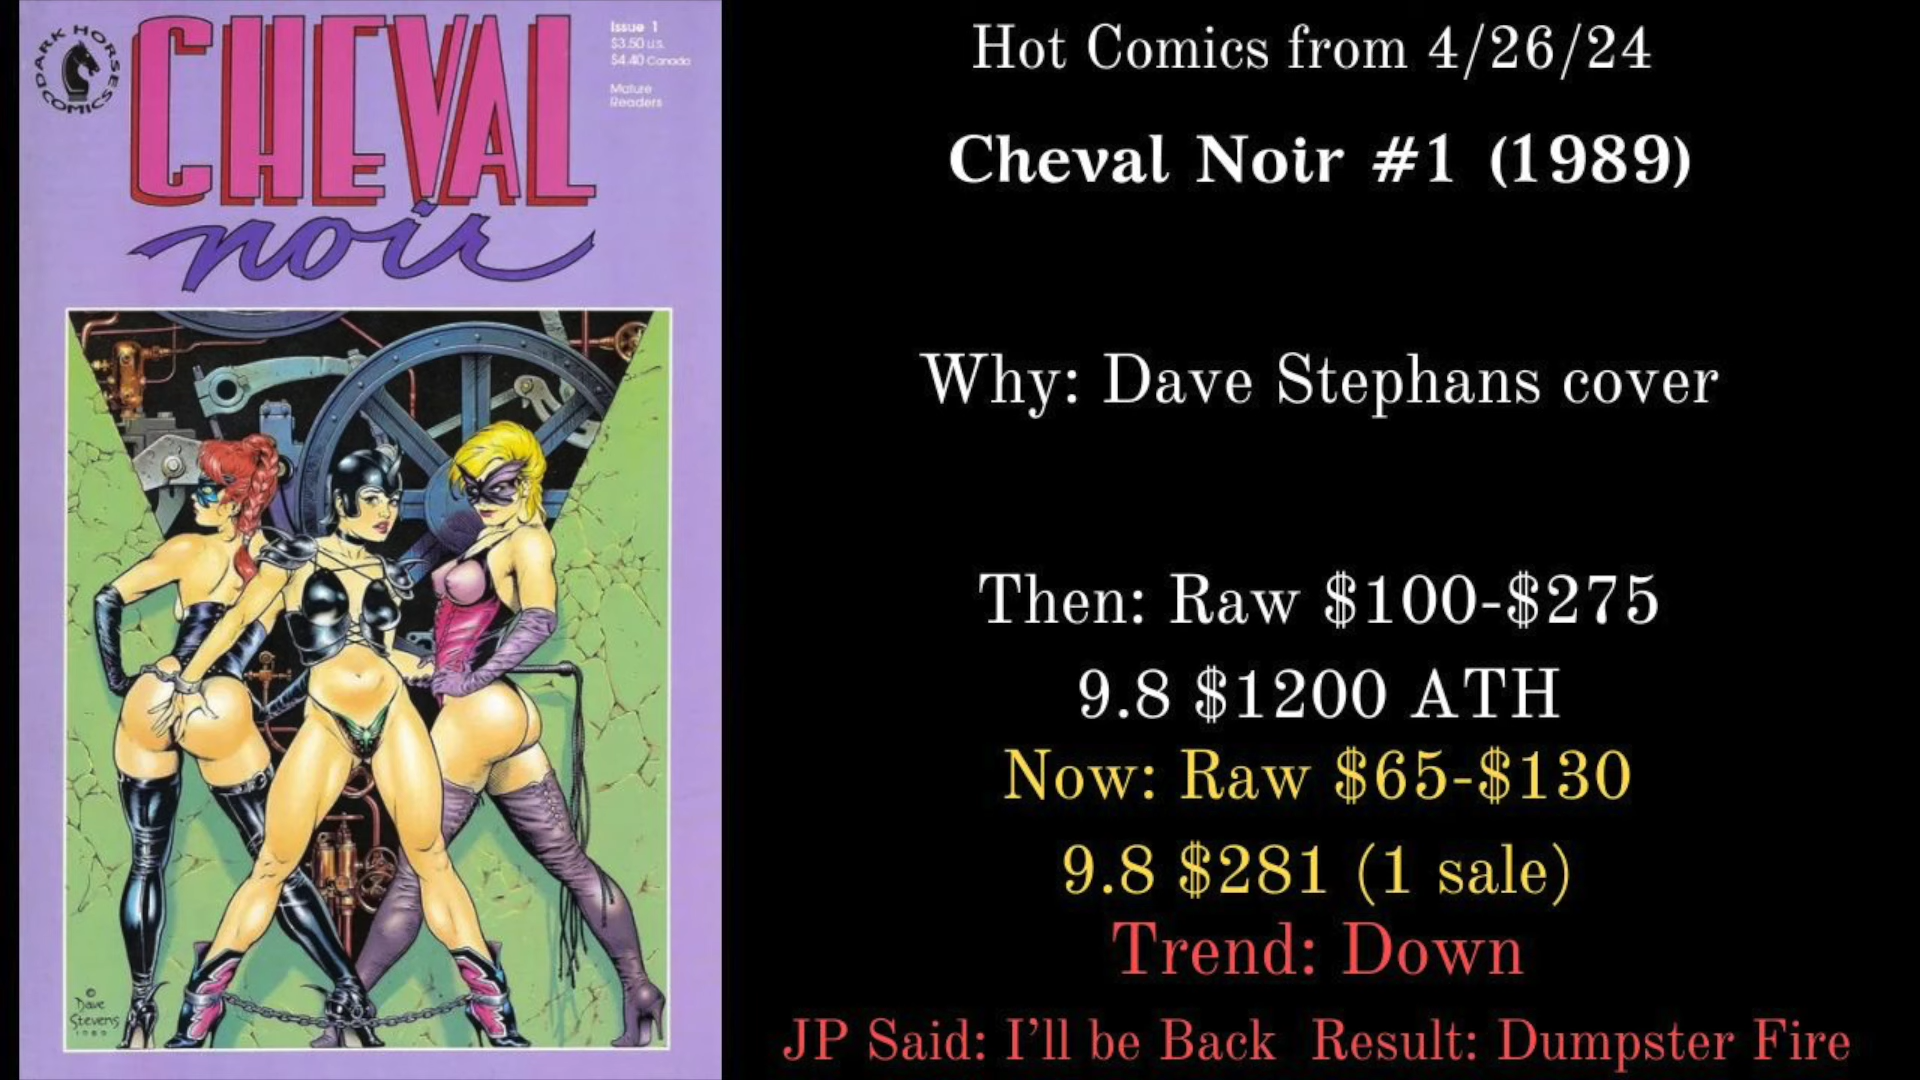 DARK HORSE COMICS
CHEVAL
noir
Issue 1
$3.50 U.S.
$4.40 Canada
Mature
Readers
©
Dave
Stevens
Hot Comics from 4/26/24
Cheval Noir #1 (1989)
Why: Dave Stephans cover
Then: Raw $100-$275
9.8 $1200 ATH
Now: Raw $65-$130
9.8 $281 (1 sale)
Trend: Down
JP Said: I'll be Back Result: Dumpster Fire